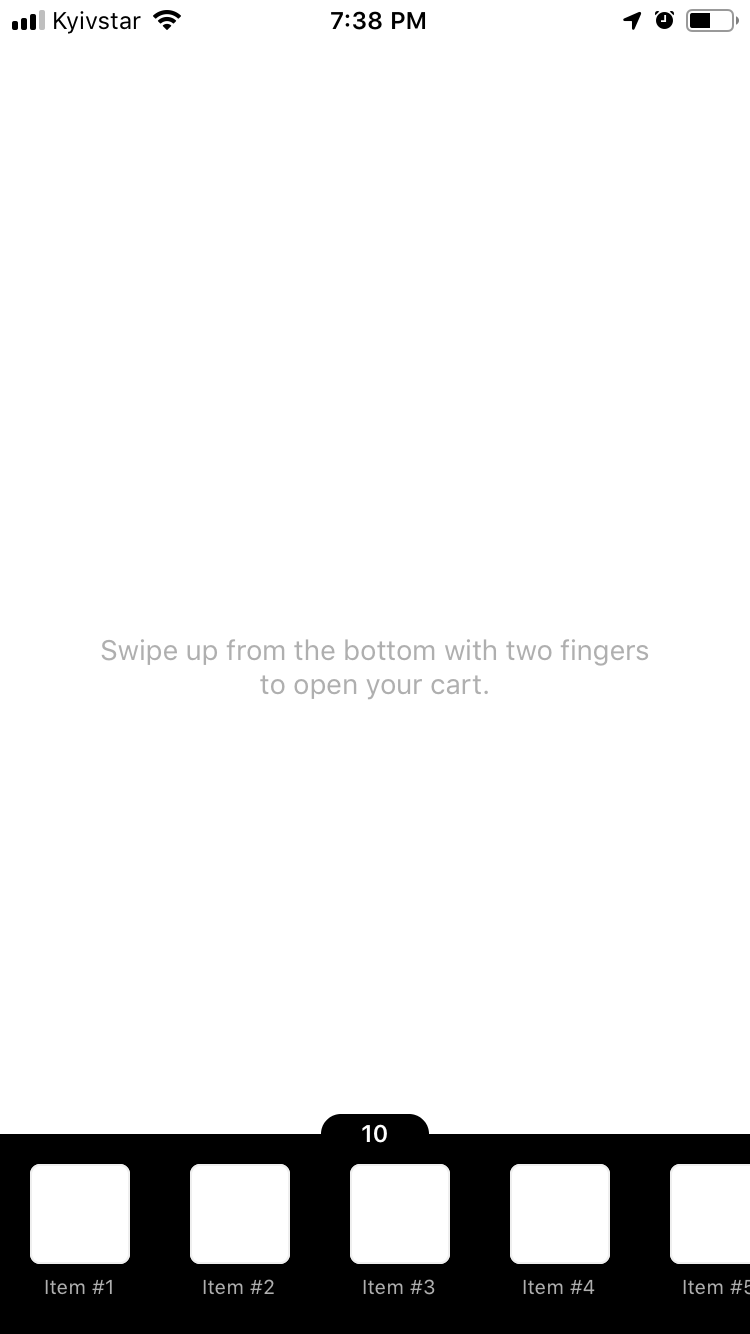 Kyivstar 7:38 PM
Swipe up from the bottom with two fingers
to open your cart.
10
Item #1 Item #2 Item #3 Item #4 Item #5